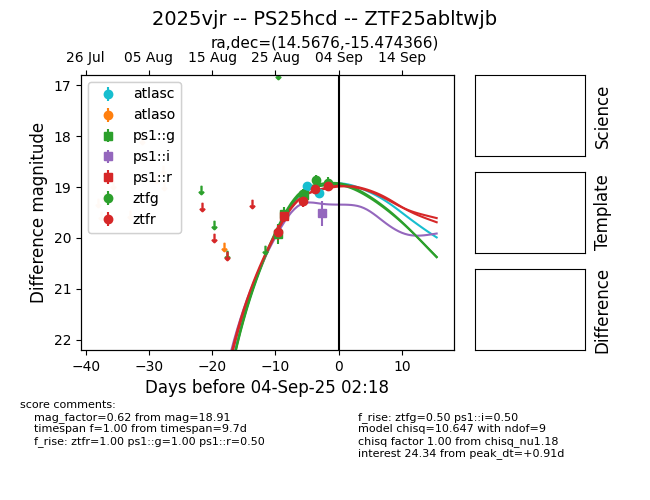 2025vjr -- PS25hcd -- ZTF25abltwjb
ra,dec=(14.5676,-15.474366)
26 Jul 05 Aug 15 Aug 25 Aug 04 Sep 14 Sep
17
18
19
20
21
22
Difference magnitude
atlasc
atlaso
ps1::g
ps1::i
ps1::r
ztfg
ztfr
−40 −30 −20 −10 0 10
Days before 04-Sep-25 02:18
Science
Template
Difference
score comments:
mag_factor=0.62 from mag=18.91
timespan f=1.00 from timespan=9.7d
f_rise: ztfr=1.00 ps1::g=1.00 ps1::r=0.50
f_rise: ztfg=0.50 ps1::i=0.50
model chisq=10.647 with ndof=9
chisq factor 1.00 from chisq_nu1.18
interest 24.34 from peak_dt=+0.91d